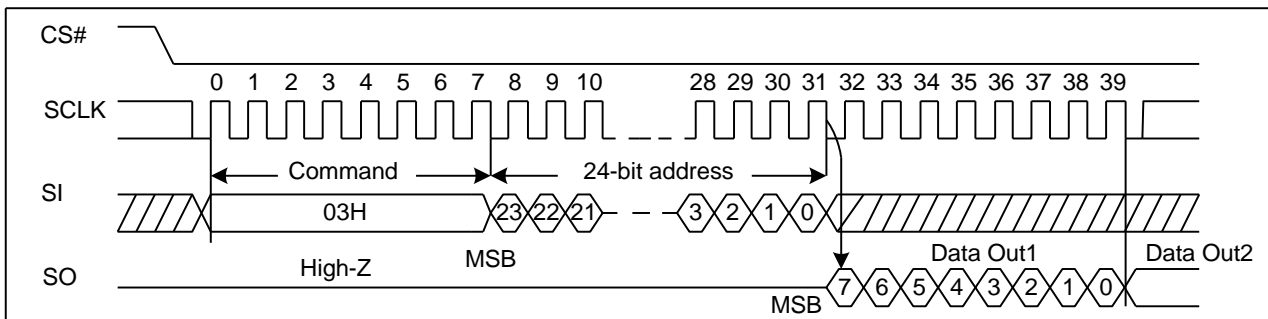 CS#
0 1 2 3 4 5 6 7 8 9 10 28 29 30 31 32 33 34 35 36 37 38 39
SCLK
Command 24-bit address
SI
03H 23 22 21 3 2 1 0
High-Z MSB Data Out1 Data Out2
SO
MSB 7 6 5 4 3 2 1 0